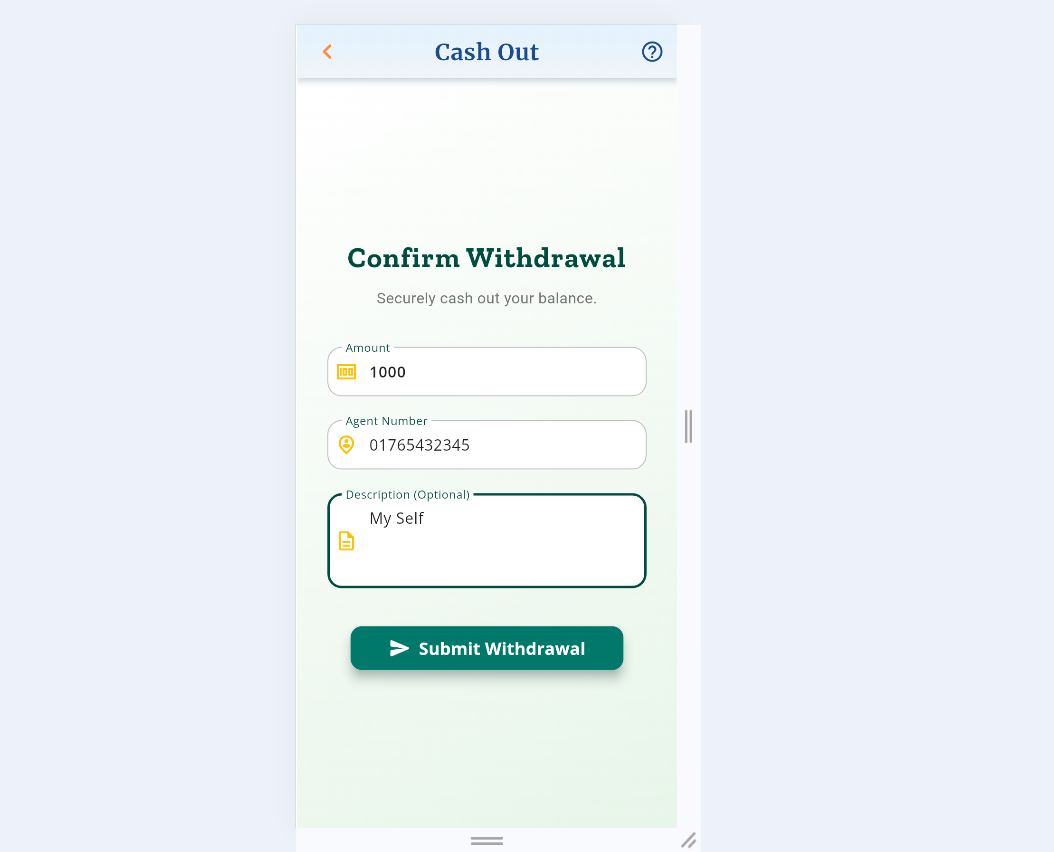 Cash Out
Confirm Withdrawal
Securely cash out your balance.
Amount
1000
Agent Number
01765432345
Description (Optional)
My Self
Submit Withdrawal